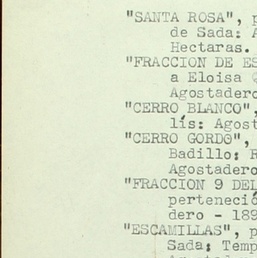 "SANTA ROSA", p
de Sada: A
Hectaras.
"FRACCION DE ES
a Eloisa
Agostadero
"CERRO BLANCO",
lís: Agost
"CERRO GORDO",
Badillo: R
Agostadero
"FRACCION 9 DEL
perteneció
dero - 189
"ESCAMILLAS", p
Sada; Temp